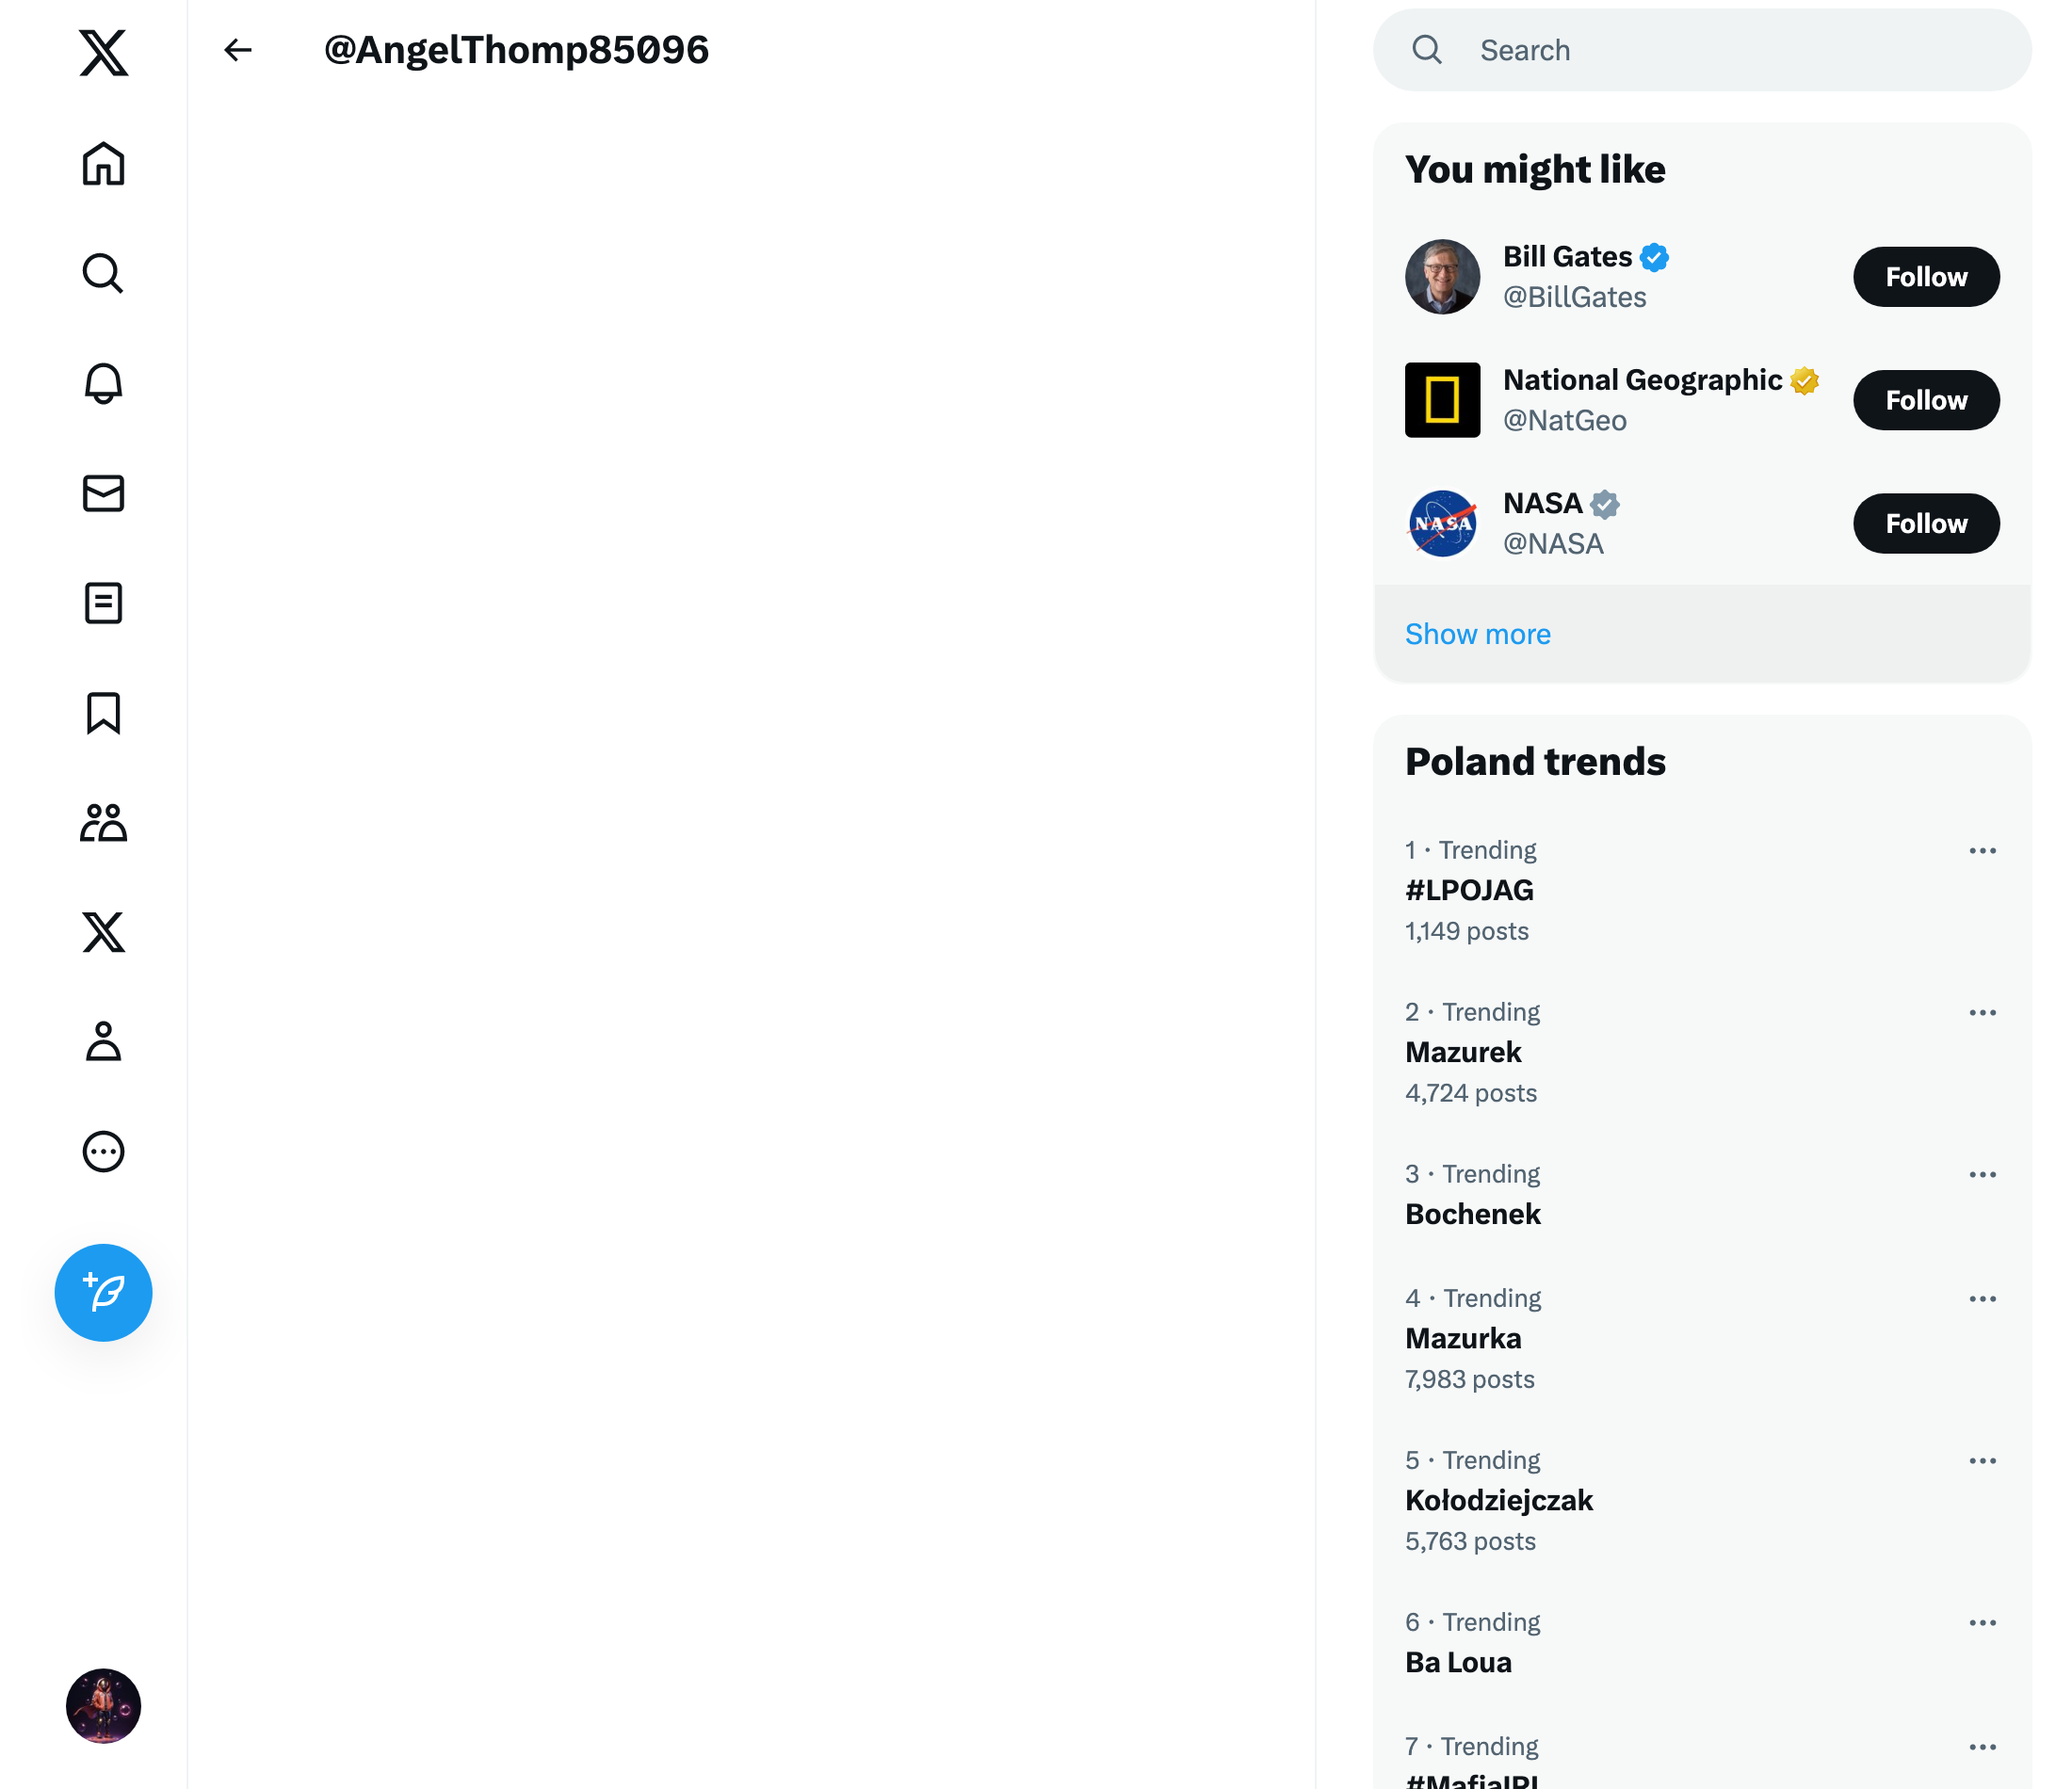 @AngelThomp85096
Search
You might like
Bill Gates
@BillGates
Follow
National Geographic
@NatGeo
Follow
NASA
NASA
@NASA
Follow
Show more
Poland trends
1 · Trending
#LPOJAG
1,149 posts
2 · Trending
Mazurek
4,724 posts
3 · Trending
Bochenek
4 · Trending
Mazurka
7,983 posts
5 · Trending
Kołodziejczak
5,763 posts
6 · Trending
Ba Loua
7 · Trending